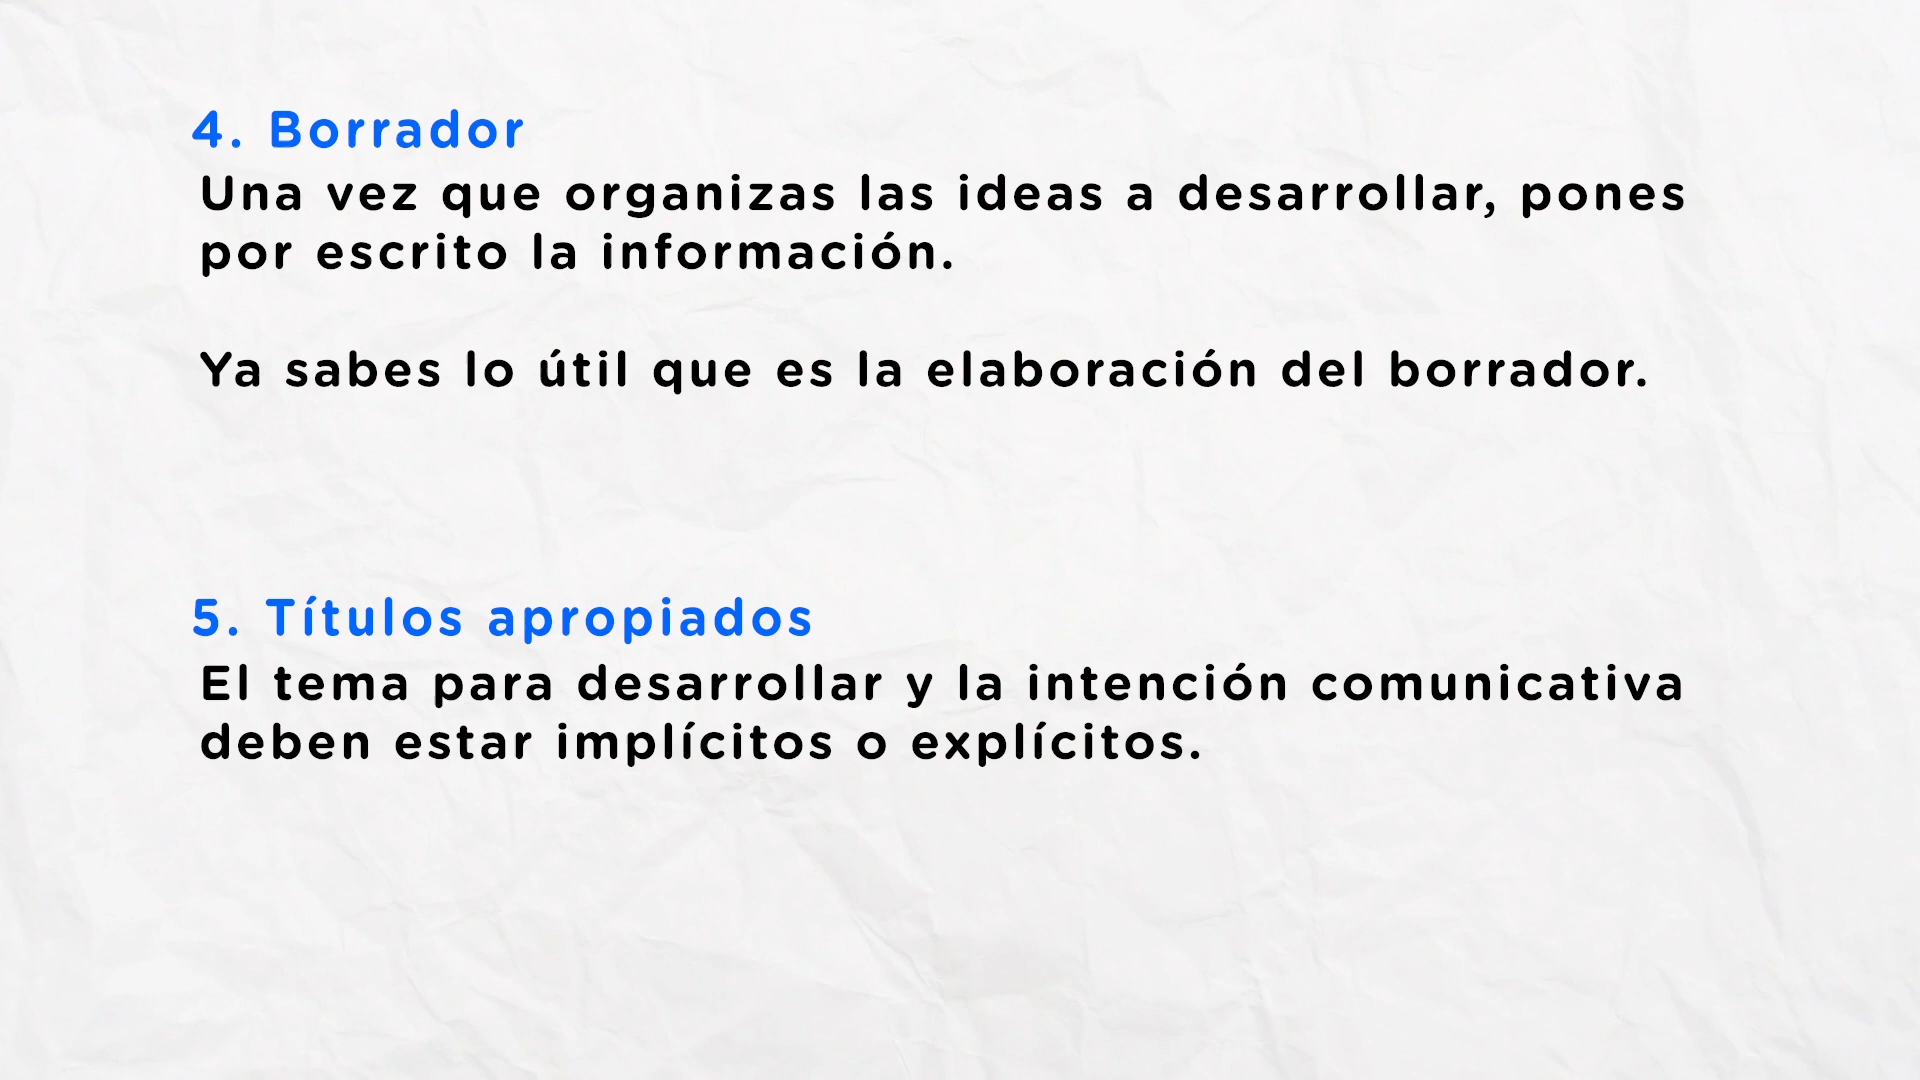 4. Borrador
Una vez que organizas las ideas a desarrollar, pones
por escrito la información.
Ya sabes lo útil que es la elaboración del borrador.
5. Títulos apropiados
El tema para desarrollar y la intención comunicativa
deben estar implícitos o explícitos.